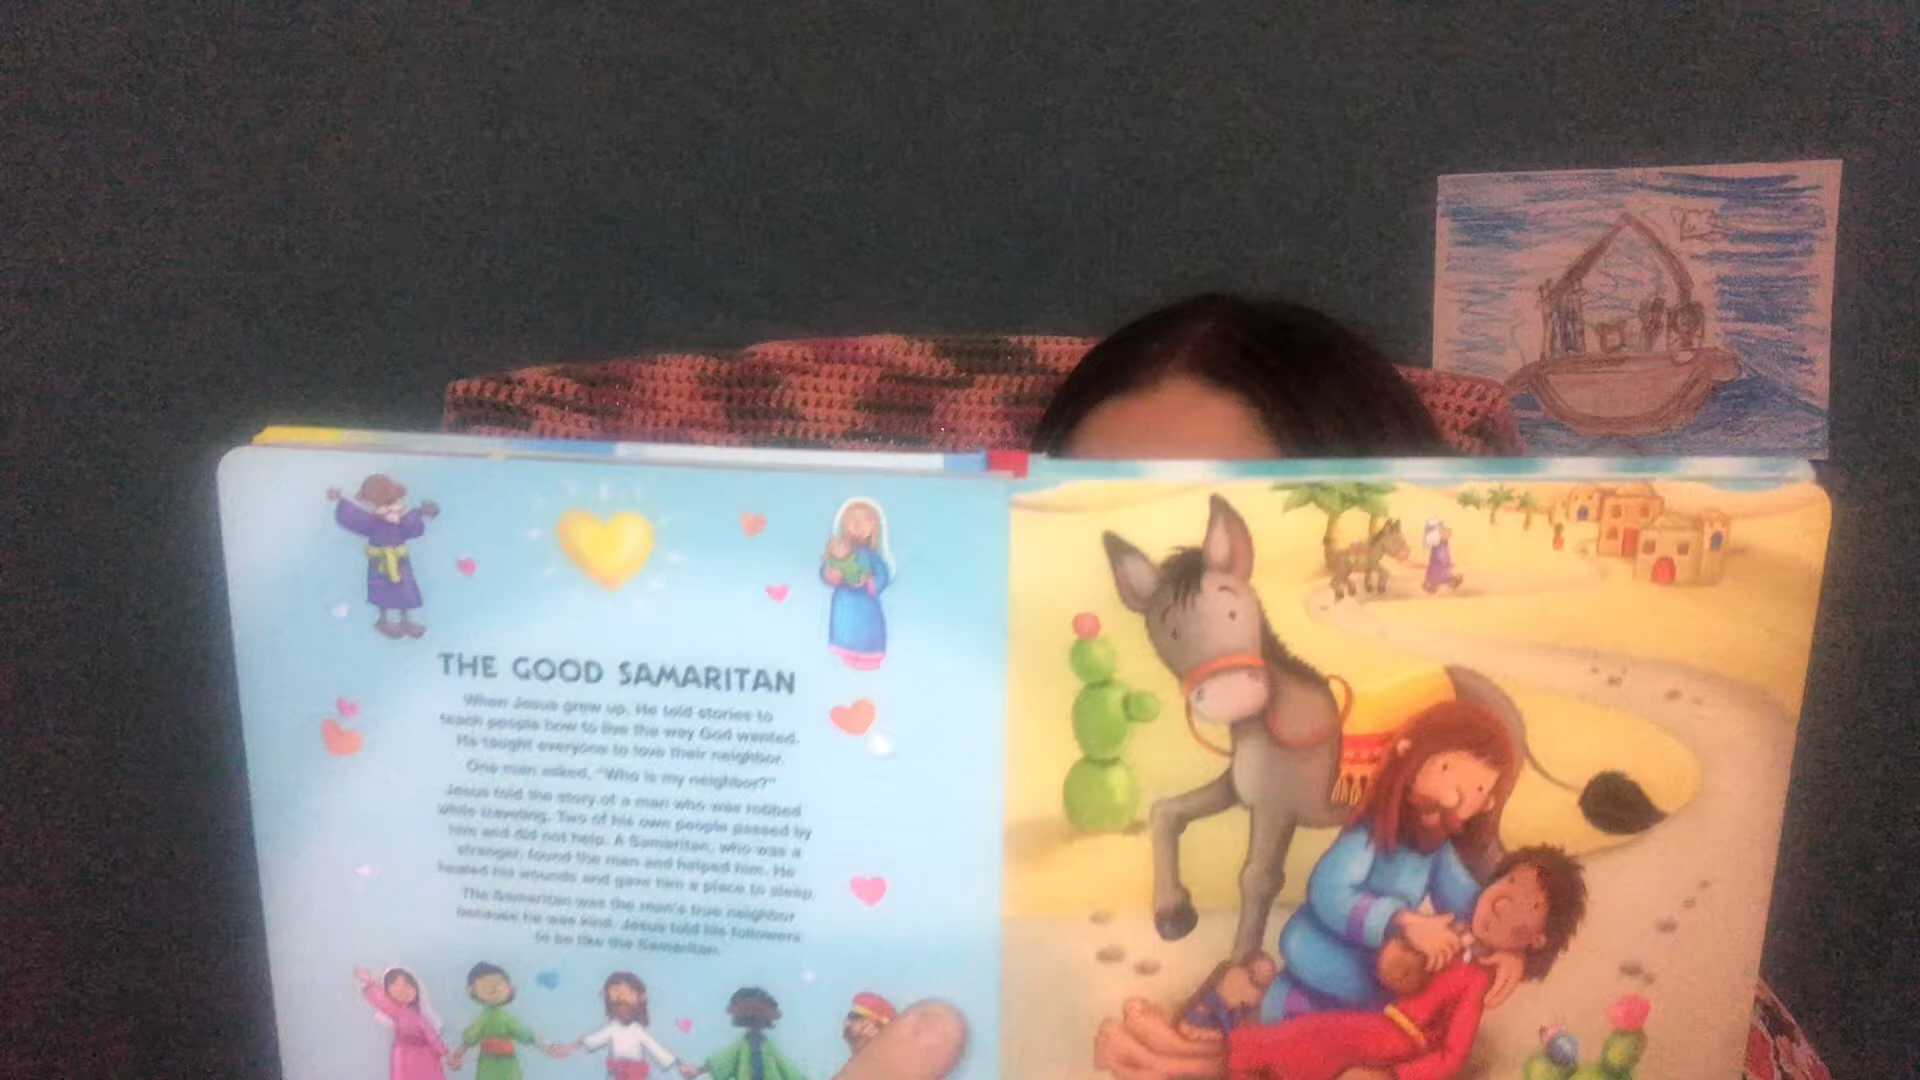 THE GOOD SAMARITAN
When Jesus grew up, He told stories to
teach people how to live the way God wanted.
He taught everyone to love their neighbor.
One man asked, "Who is my neighbor?"
Jesus told the story of a man who was robbed
while traveling. Two of his own people passed by
him and did not help. A Samaritan, who was a
stranger, found the man and helped him. He
healed his wounds and gave him a place to sleep.
The Samaritan was the man's true neighbor
because he was kind. Jesus told his followers
to be like the Samaritan.